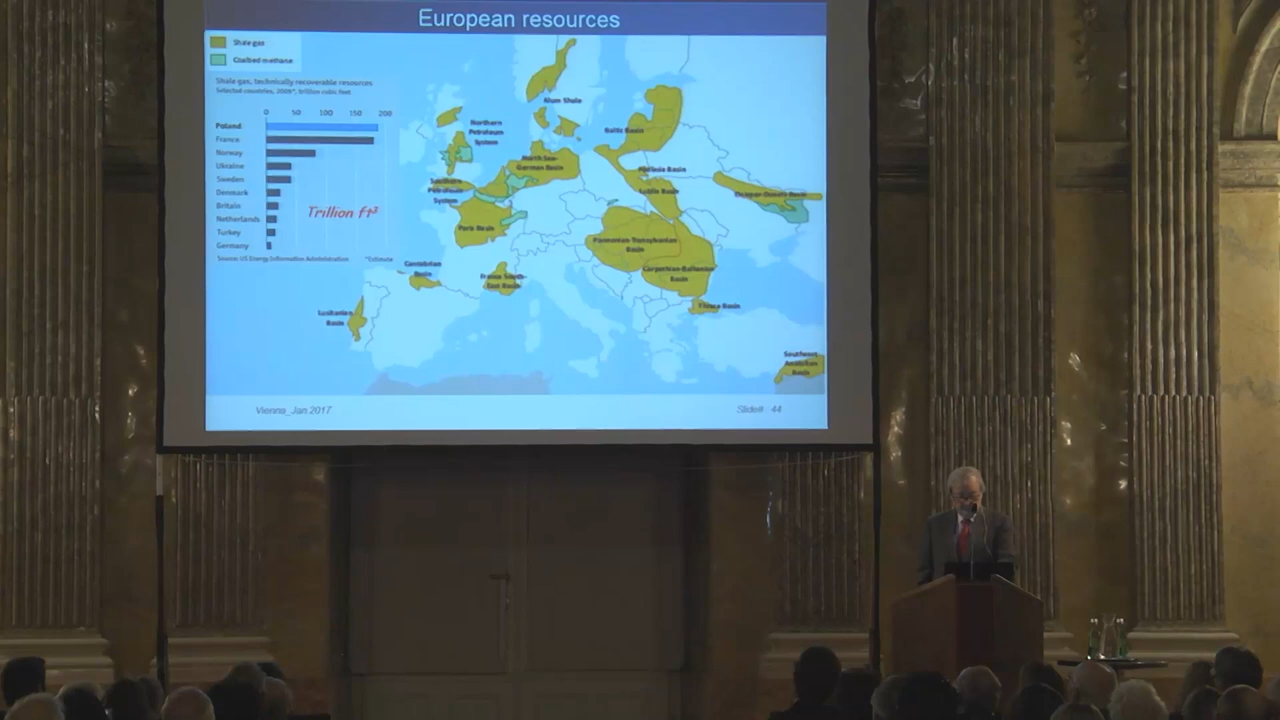 European resources
Shale gas
Coalbed methane
Shale gas, technically recoverable resources
Selected countries, 2009*, trillion cubic feet
0 50 100 150 200
Poland
France
Norway
Ukraine
Sweden
Denmark
Britain
Netherlands
Turkey
Germany
Trillion ft³
Source: US Energy Information Administration *Estimate
Alum Shale
Northern
Petroleum
System
Baltic Basin
North Sea-
German Basin
Podlasie Basin
Lublin Basin
Dnieper-Donets Basin
Southern
Petroleum
System
Paris Basin
Pannonian-Transylvanian
Basin
Cantabrian
Basin
France South-
East Basin
Carpathian-Balkanian
Basin
Thrace Basin
Lusitanian
Basin
Southeast
Anatolian
Basin
Vienna_Jan 2017
Slide# 44